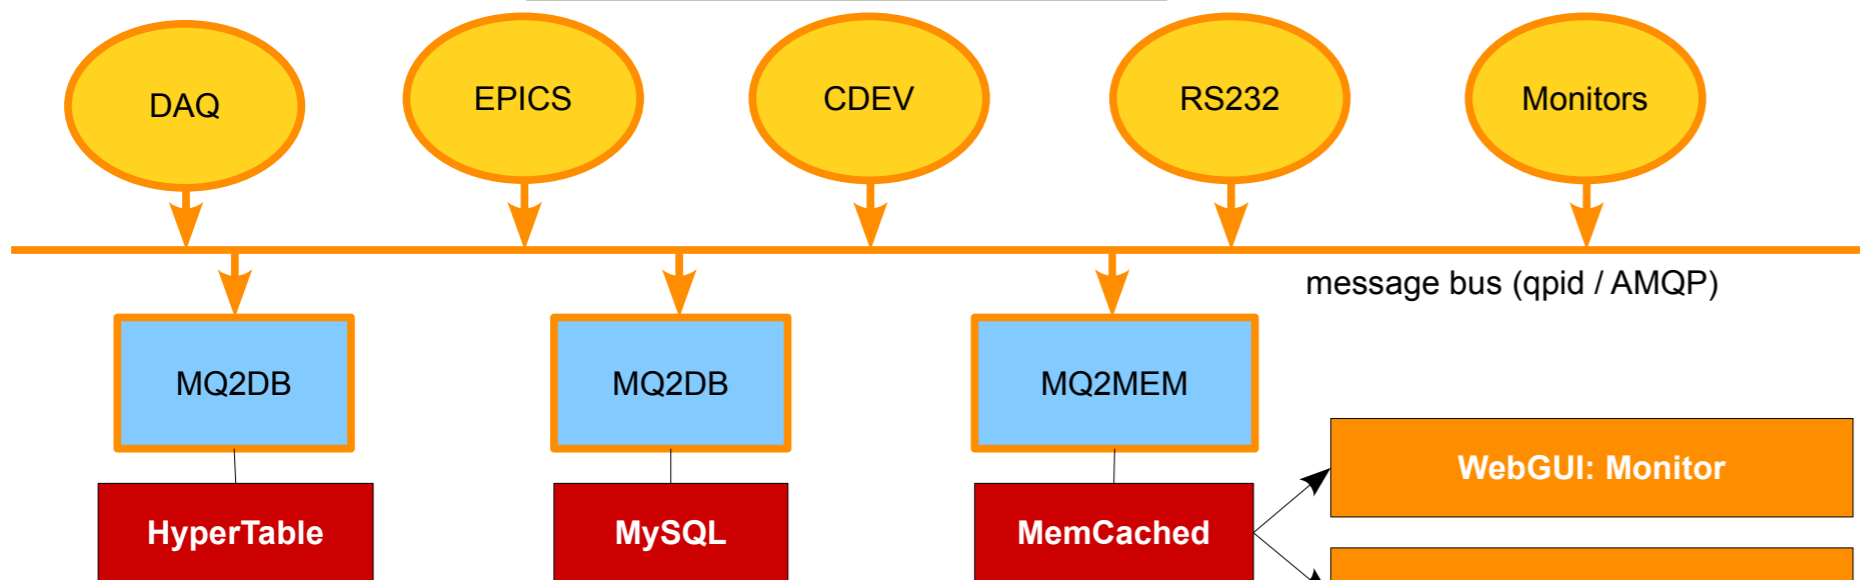 DAQ
EPICS
CDEV
RS232
Monitors
message bus (qpid / AMQP)
MQ2DB
MQ2DB
MQ2MEM
WebGUI: Monitor
HyperTable
MySQL
MemCached